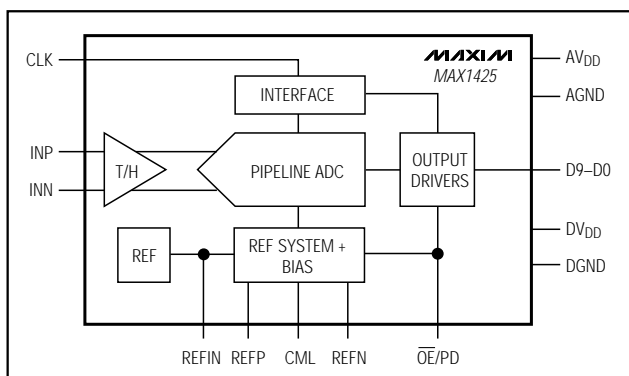 MAXIM
MAX1425
CLK
AVDD
INTERFACE
AGND
INP
T/H
PIPELINE ADC
OUTPUT
DRIVERS
D9–D0
INN
REF
REF SYSTEM +
BIAS
DVDD
DGND
REFIN
REFP
CML
REFN
OE/PD